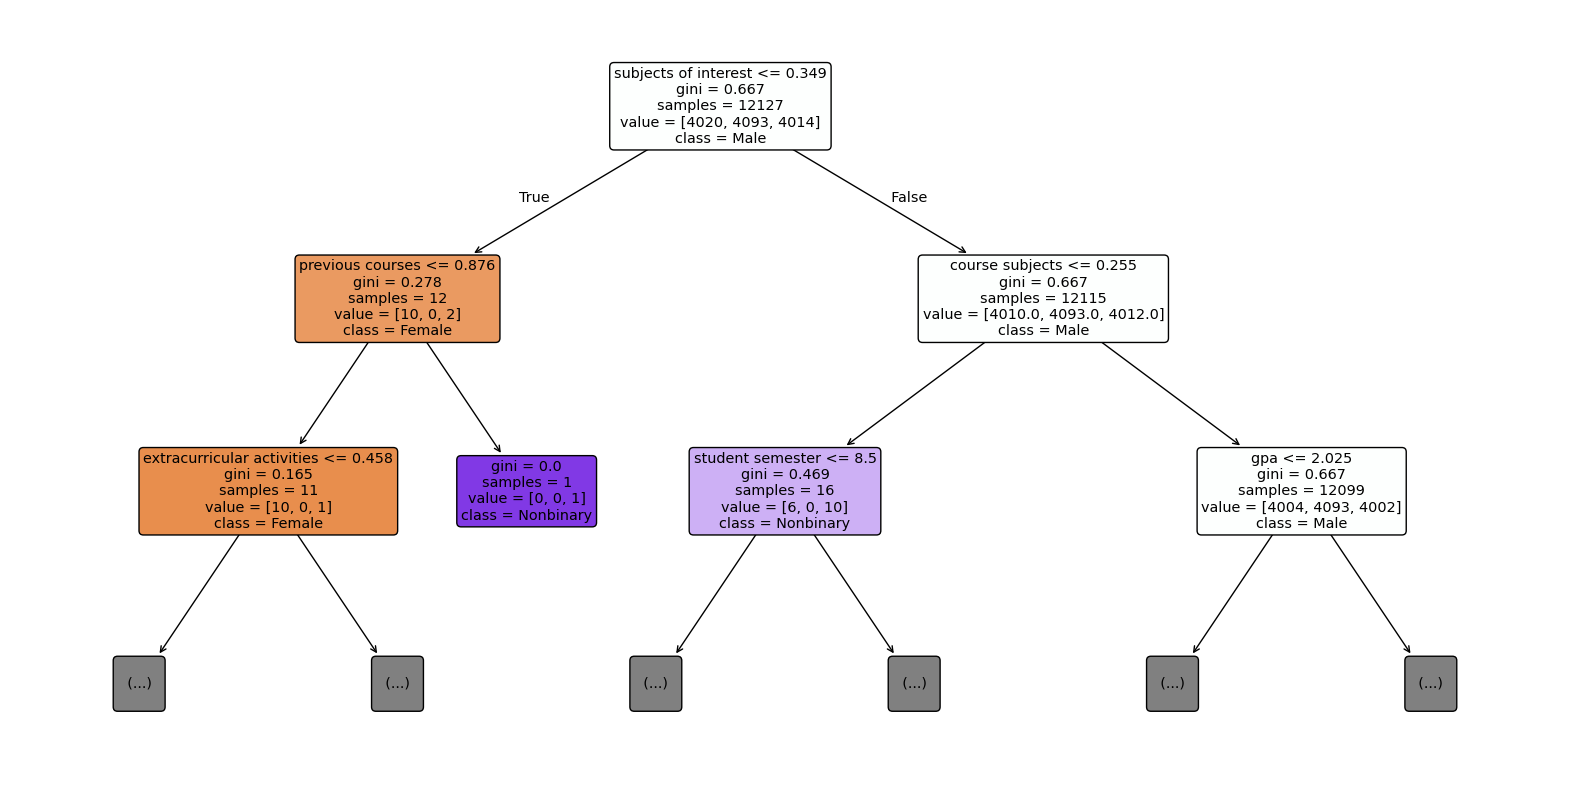 subjects of interest <= 0.349
gini = 0.667
samples = 12127
value = [4020, 4093, 4014]
class = Male
True
False
previous courses <= 0.876
gini = 0.278
samples = 12
value = [10, 0, 2]
class = Female
course subjects <= 0.255
gini = 0.667
samples = 12115
value = [4010.0, 4093.0, 4012.0]
class = Male
extracurricular activities <= 0.458
gini = 0.165
samples = 11
value = [10, 0, 1]
class = Female
gini = 0.0
samples = 1
value = [0, 0, 1]
class = Nonbinary
student semester <= 8.5
gini = 0.469
samples = 16
value = [6, 0, 10]
class = Nonbinary
gpa <= 2.025
gini = 0.667
samples = 12099
value = [4004, 4093, 4002]
class = Male
(...)
(...)
(...)
(...)
(...)
(...)